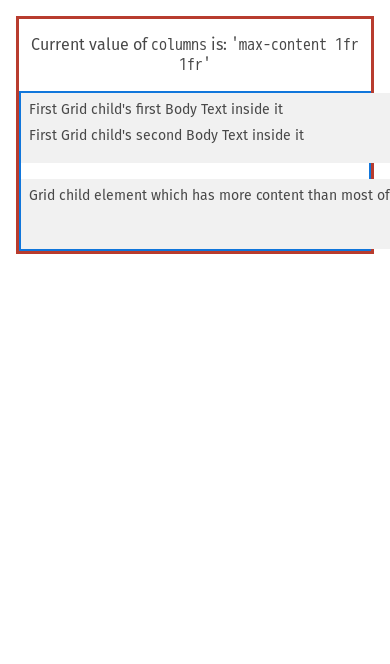 Current value of columns is: 'max-content 1fr
1fr'
First Grid child's first Body Text inside it
First Grid child's second Body Text inside it
Grid child element which has more content than most of